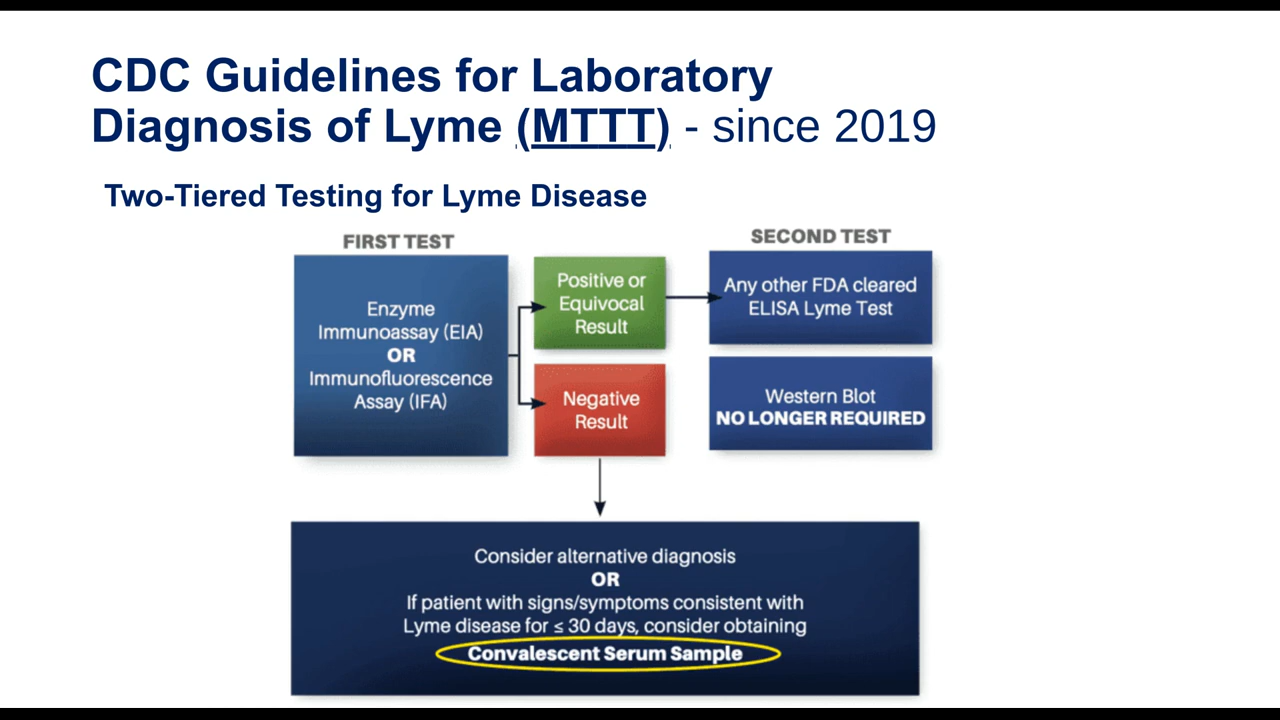 CDC Guidelines for Laboratory
Diagnosis of Lyme (MTTT) - since 2019
Two-Tiered Testing for Lyme Disease
FIRST TEST
Enzyme
Immunoassay (EIA)
OR
Immunofluorescence
Assay (IFA)
Positive or
Equivocal
Result
Negative
Result
SECOND TEST
Any other FDA cleared
ELISA Lyme Test
Western Blot
NO LONGER REQUIRED
Consider alternative diagnosis
OR
If patient with signs/symptoms consistent with
Lyme disease for ≤ 30 days, consider obtaining
Convalescent Serum Sample